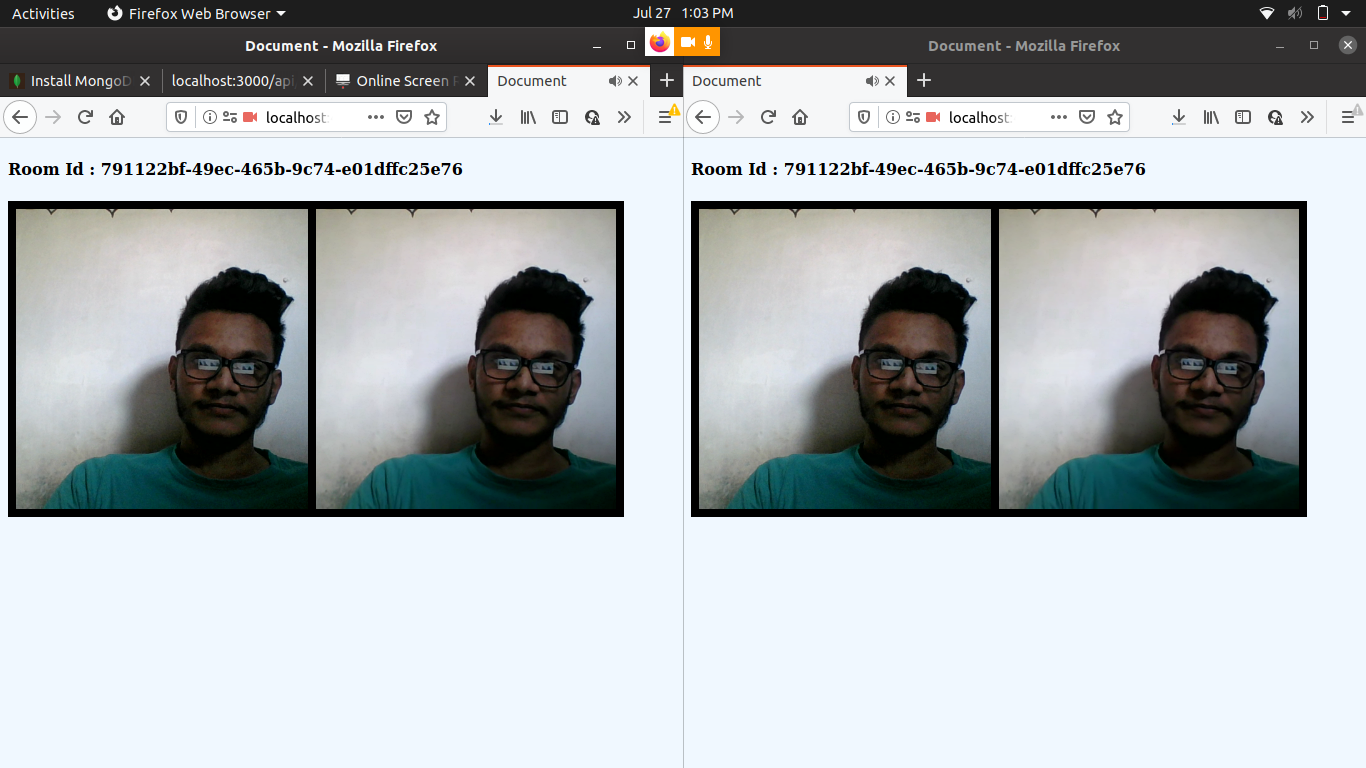 Activities Firefox Web Browser Jul 27 1:03 PM
Document - Mozilla Firefox
Document - Mozilla Firefox
Install MongoD
localhost:3000/api
Online Screen
Document
Document
localhost:
localhost:
Room Id : 791122bf-49ec-465b-9c74-e01dffc25e76
Room Id : 791122bf-49ec-465b-9c74-e01dffc25e76